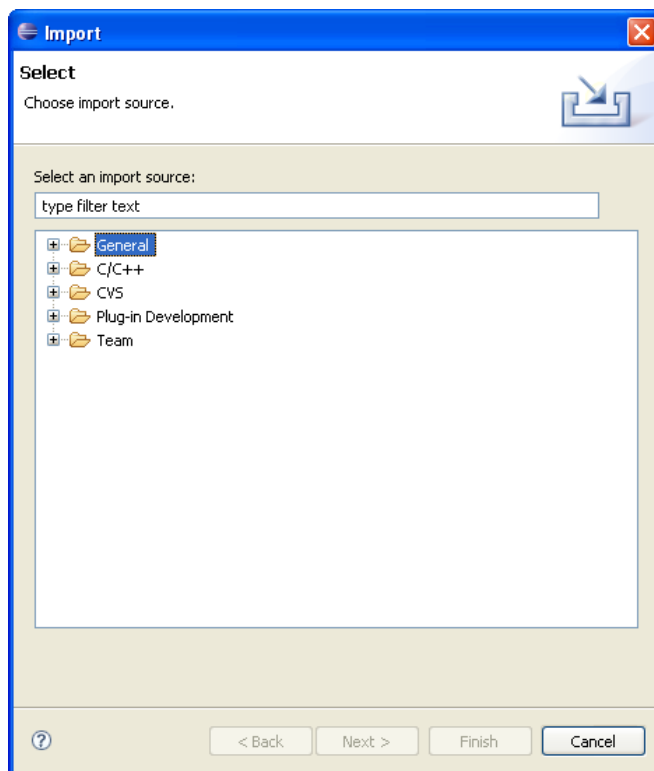 Import
Select
Choose import source.
Select an import source:
type filter text
General
C/C++
CVS
Plug-in Development
Team
? < Back Next > Finish Cancel